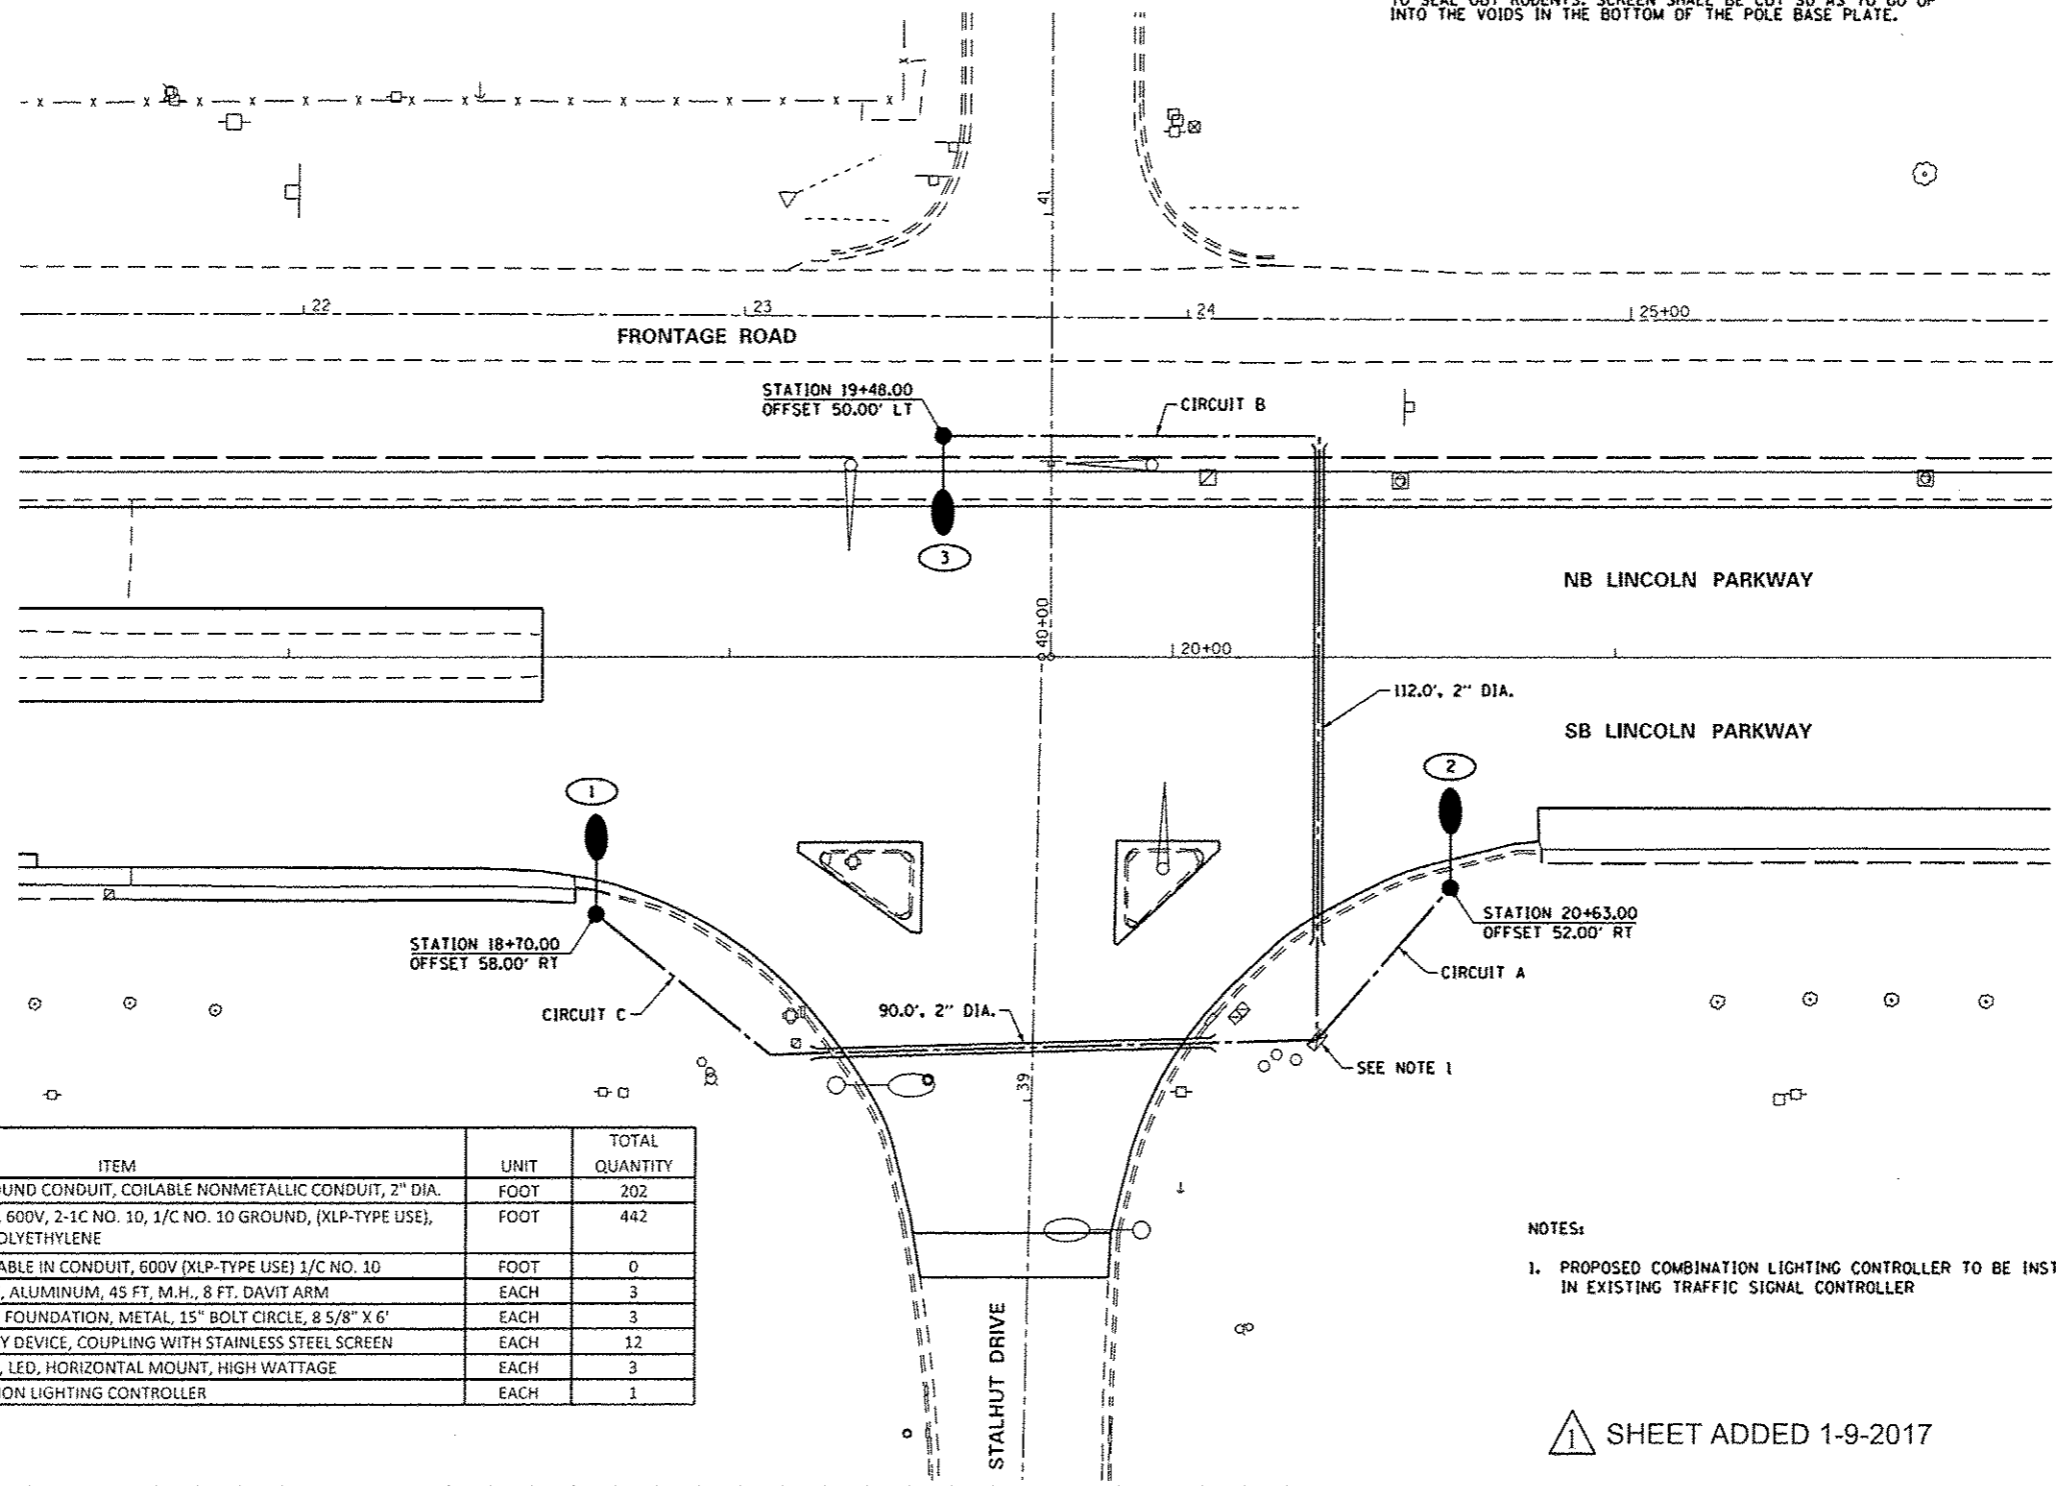 INTO THE VOIDS IN THE BOTTOM OF THE POLE BASE PLATE.
41
22
23
24
25+00
FRONTAGE ROAD
STATION 19+48.00
OFFSET 50.00' LT
CIRCUIT B
3
NB LINCOLN PARKWAY
40+00
20+00
112.0', 2" DIA.
SB LINCOLN PARKWAY
1
2
STATION 18+70.00
OFFSET 58.00' RT
STATION 20+63.00
OFFSET 52.00' RT
CIRCUIT A
CIRCUIT C
90.0', 2" DIA.
SEE NOTE 1
39
ITEM UNIT TOTAL QUANTITY
UND CONDUIT, COILABLE NONMETALLIC CONDUIT, 2" DIA. FOOT 202
600V, 2-1C NO. 10, 1/C NO. 10 GROUND, (XLP-TYPE USE), FOOT 442
OLYETHYLENE
ABLE IN CONDUIT, 600V (XLP-TYPE USE) 1/C NO. 10 FOOT 0
, ALUMINUM, 45 FT, M.H., 8 FT. DAVIT ARM EACH 3
FOUNDATION, METAL, 15" BOLT CIRCLE, 8 5/8" X 6' EACH 3
Y DEVICE, COUPLING WITH STAINLESS STEEL SCREEN EACH 12
, LED, HORIZONTAL MOUNT, HIGH WATTAGE EACH 3
ION LIGHTING CONTROLLER EACH 1
STALHUT DRIVE
NOTES:
1. PROPOSED COMBINATION LIGHTING CONTROLLER TO BE INST
IN EXISTING TRAFFIC SIGNAL CONTROLLER
1 SHEET ADDED 1-9-2017